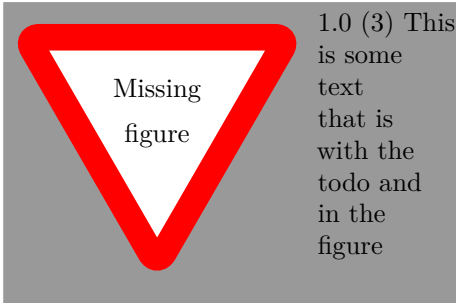 Missing
figure
1.0 (3) This
is some
text
that is
with the
todo and
in the
figure